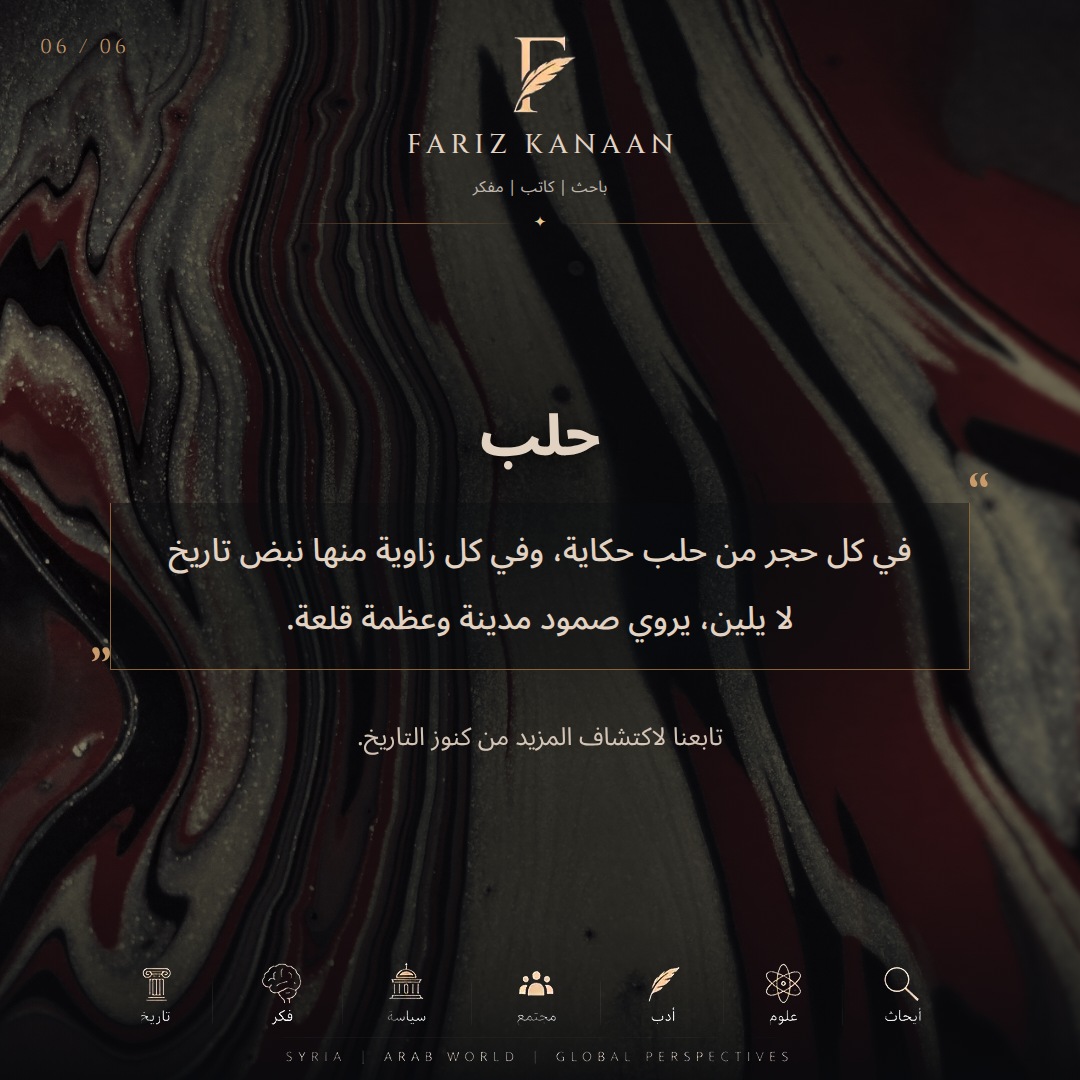 06 / 06
F
FARIZ KANAAN
باحث | كاتب | مفكر
حلب
“
في كل حجر من حلب حكاية، وفي كل زاوية منها نبض تاريخ
لا يلين، يروي صمود مدينة وعظمة قلعة.
”
تابعنا لاكتشاف المزيد من كنوز التاريخ.
أبحاث
علوم
أدب
مجتمع
سياسة
فكر
تاريخ
SYRIA | ARAB WORLD | GLOBAL PERSPECTIVES